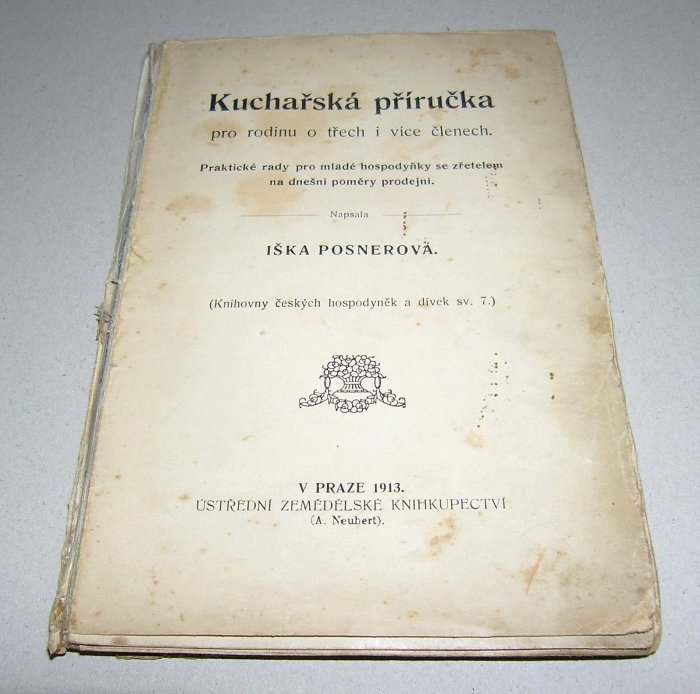 Kuchařská příručka
pro rodinu o třech i více členech.
Praktické rady pro mladé hospodyňky se zřetelem
na dnešní poměry prodejní.
Napsala
IŠKA POSNEROVÁ.
(Knihovny českých hospodyněk a dívek sv. 7.)
V PRAZE 1913.
ÚSTŘEDNÍ ZEMĚDĚLSKÉ KNIHKUPECTVÍ
(A. Neubert).